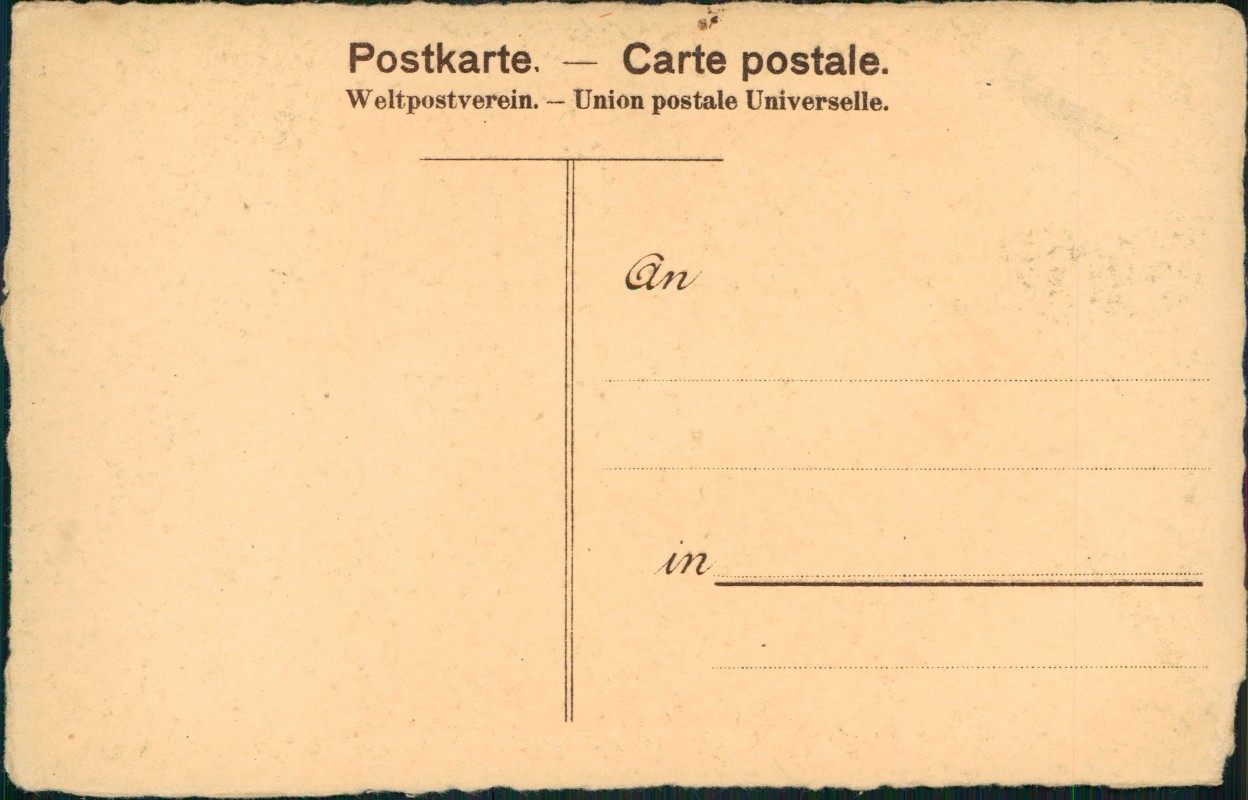 Postkarte. — Carte postale.
Weltpostverein. — Union postale Universelle.
An
in